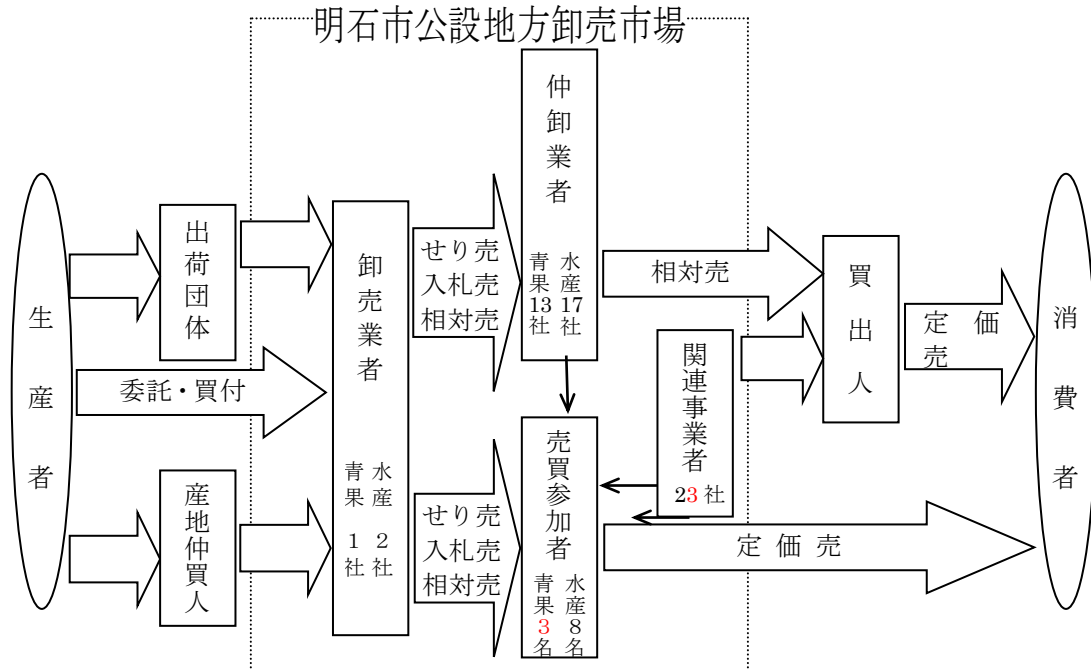 明石市公設地方卸売市場
生産者
出荷団体
委託・買付
産地仲買人
卸売業者
水産 2社
青果 1社
せり売
入札売
相対売
せり売
入札売
相対売
仲卸業者
水産17社
青果13社
売買参加者
水産8名
青果3名
相対売
関連事業者
23社
買出人
定価売
定価売
消費者